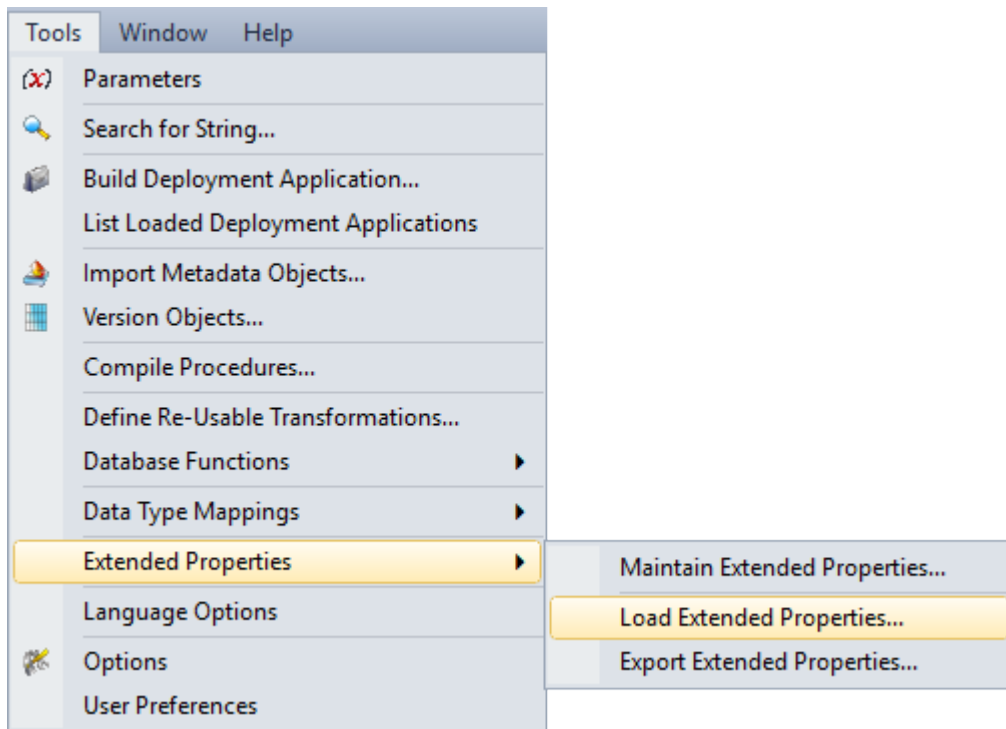 Tools Window Help
(x) Parameters
Search for String...
Build Deployment Application...
List Loaded Deployment Applications
Import Metadata Objects...
Version Objects...
Compile Procedures...
Define Re-Usable Transformations...
Database Functions
Data Type Mappings
Extended Properties
Maintain Extended Properties...
Load Extended Properties...
Export Extended Properties...
Language Options
Options
User Preferences